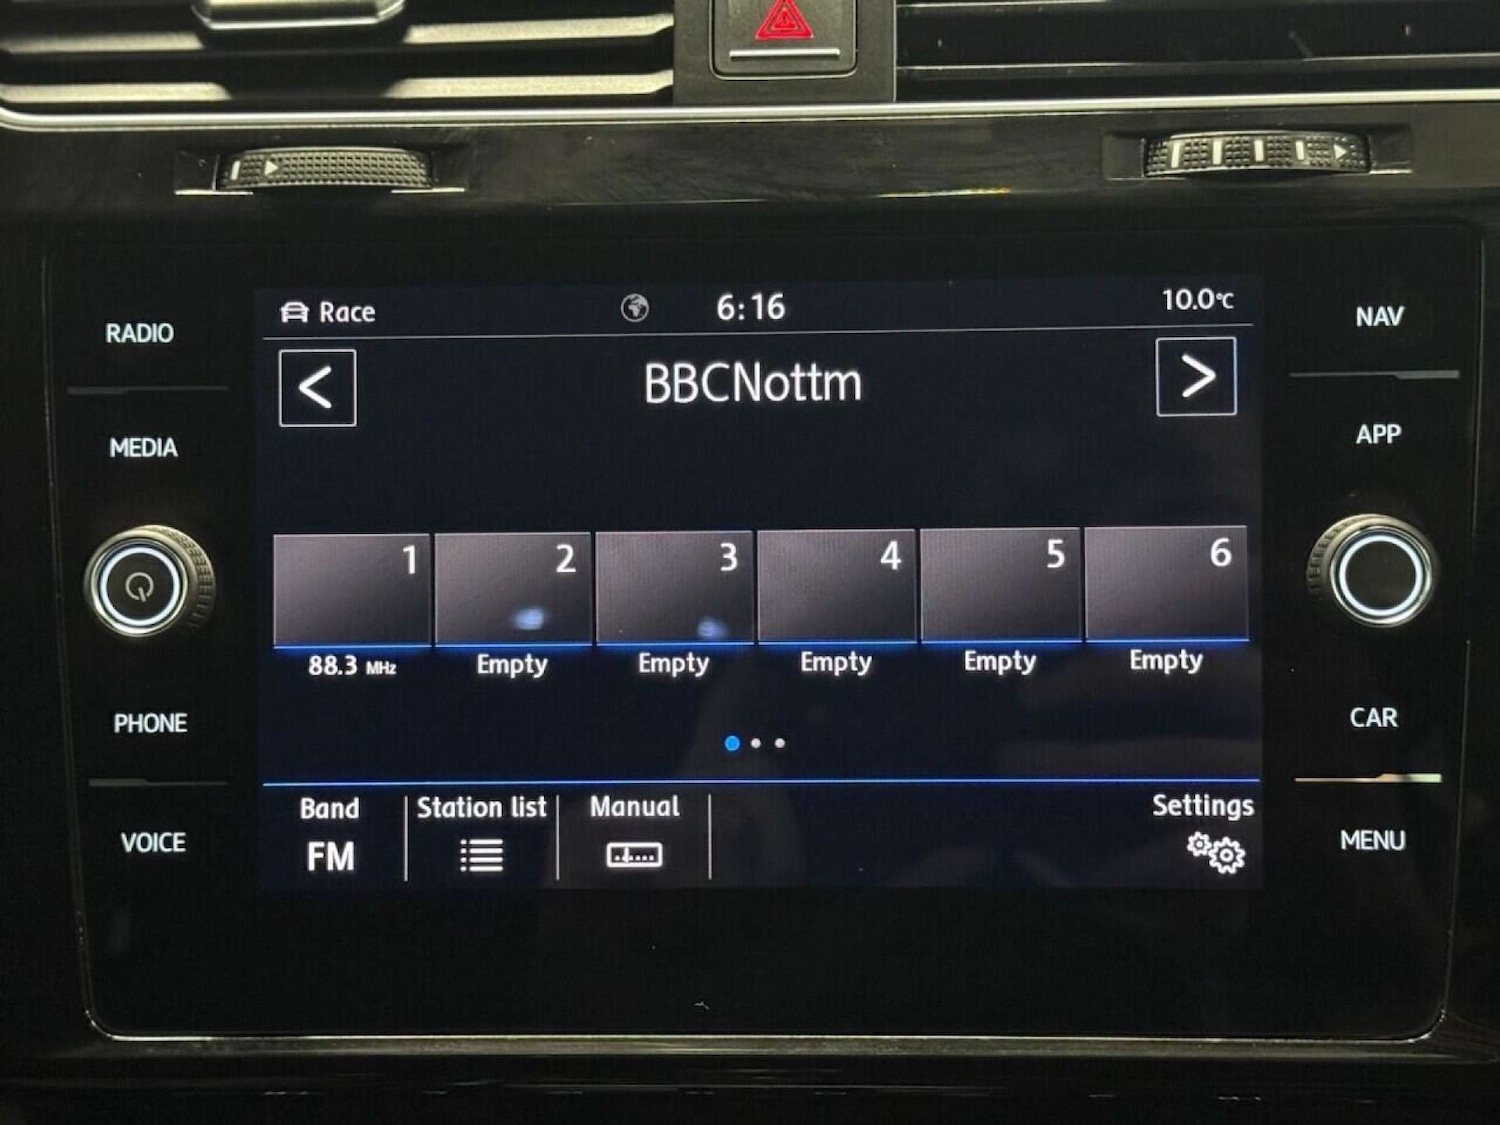 Race 6:16 10.0°C
RADIO
NAV
< BBCNottm >
MEDIA
APP
1 2 3 4 5 6
88.3 MHz Empty Empty Empty Empty Empty
PHONE
CAR
Band Station list Manual Settings
FM
VOICE
MENU